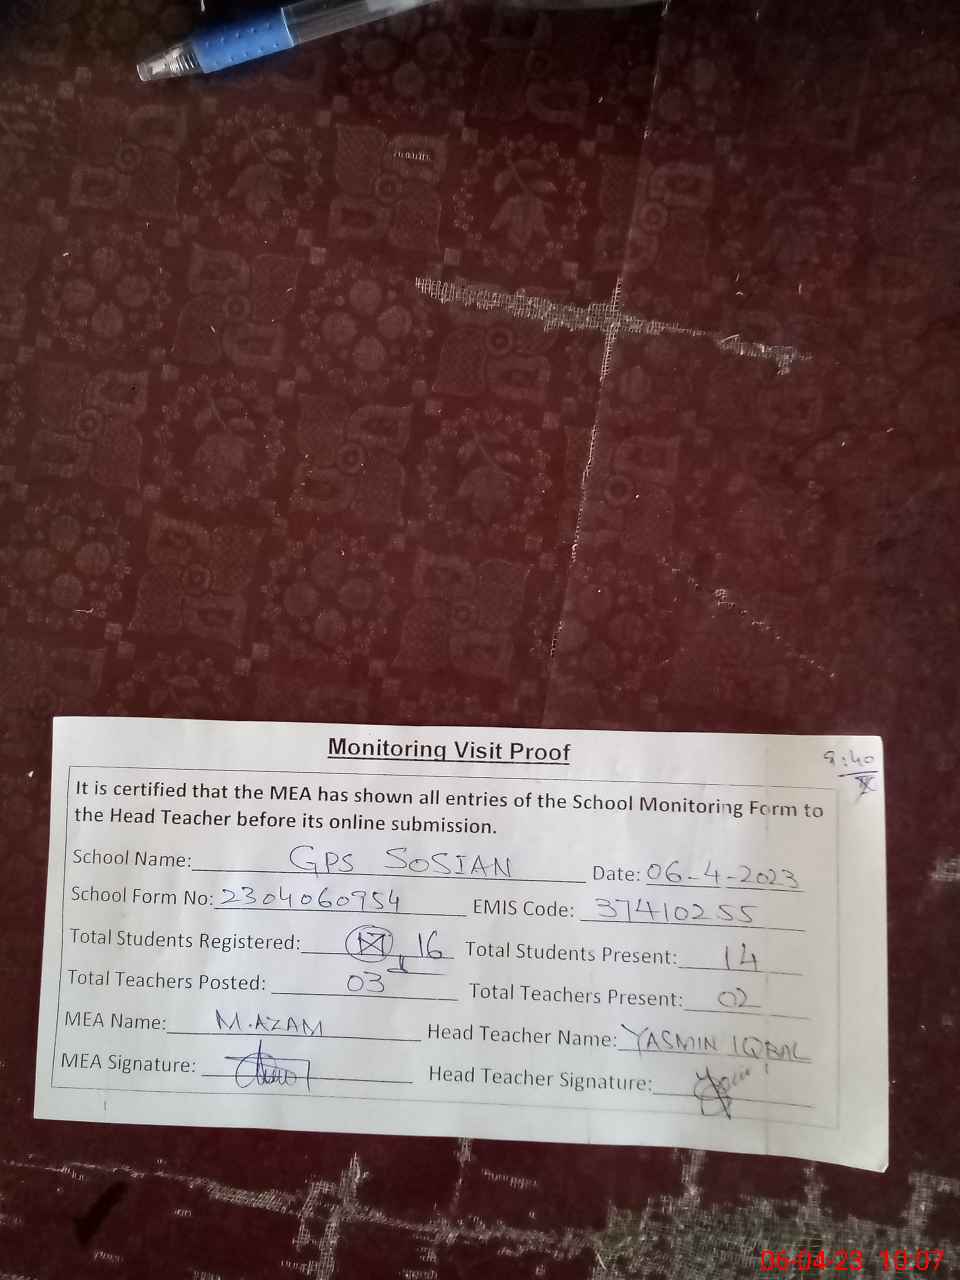 Monitoring Visit Proof
8:40
It is certified that the MEA has shown all entries of the School Monitoring Form to
the Head Teacher before its online submission.
School Name: GPS SOSIAN Date: 06-4-2023
School Form No: 2304060954 EMIS Code: 37410255
Total Students Registered: 16 Total Students Present: 14
Total Teachers Posted: 03 Total Teachers Present: 02
MEA Name: M.AZAM Head Teacher Name: YASMIN IQBAL
MEA Signature: Head Teacher Signature:
06-04-23 10:07